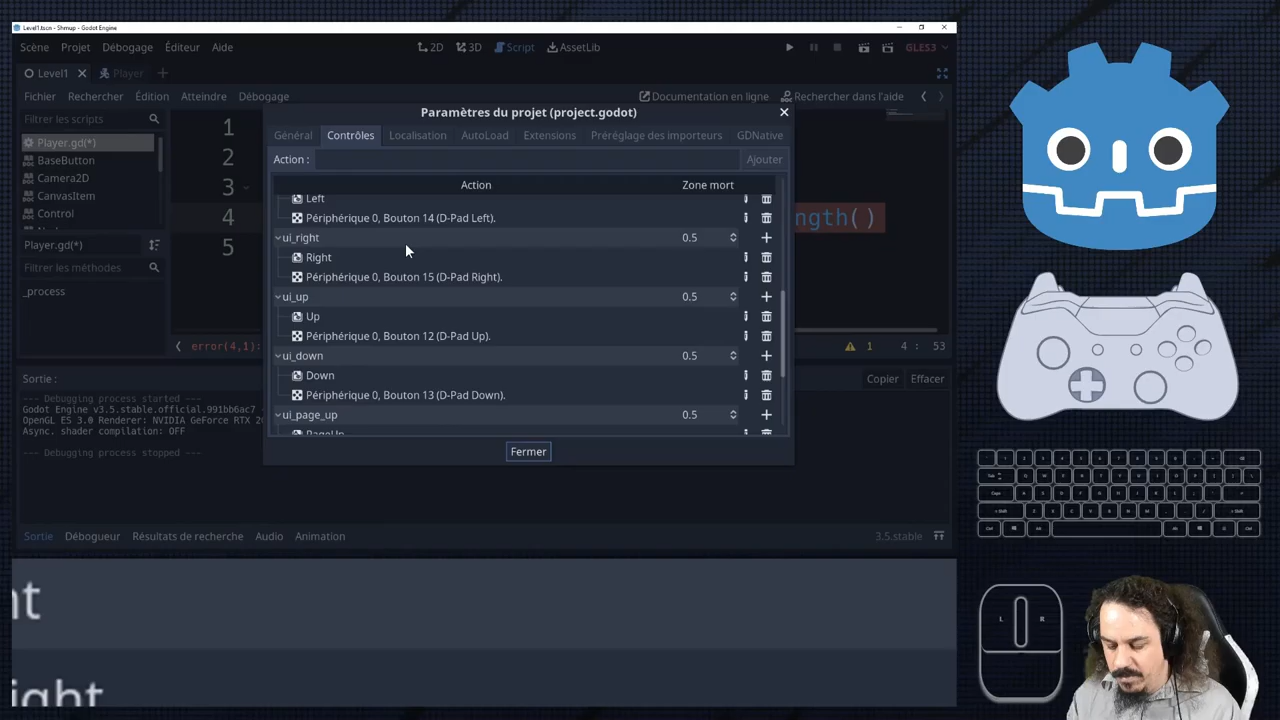 Level1.tscn - Shmup - Godot Engine
Scène Projet Débogage Éditeur Aide 2D 3D Script AssetLib GLES3
Level1 Player
Fichier Rechercher Édition Atteindre Débogage Documentation en ligne Rechercher dans l'aide
Filtrer les scripts
Player.gd(*)
BaseButton
Camera2D
CanvasItem
Control
Player.gd(*)
Filtrer les méthodes
_process
1
2
3
4 ngth()
5
error(4,1): 1 4 : 53
Paramètres du projet (project.godot)
Général Contrôles Localisation AutoLoad Extensions Préréglage des importeurs GDNative
Action : Ajouter
Action Zone mort
Left
Périphérique 0, Bouton 14 (D-Pad Left).
ui_right 0.5
Right
Périphérique 0, Bouton 15 (D-Pad Right).
ui_up 0.5
Up
Périphérique 0, Bouton 12 (D-Pad Up).
ui_down 0.5
Down
Périphérique 0, Bouton 13 (D-Pad Down).
ui_page_up 0.5
PageUp
Fermer
Sortie : Copier Effacer
--- Debugging process started ---
Godot Engine v3.5.stable.official.991bb6ac7
OpenGL ES 3.0 Renderer: NVIDIA GeForce RTX 2
Async. shader compilation: OFF
--- Debugging process stopped ---
Sortie Débogueur Résultats de recherche Audio Animation 3.5.stable
ht
ight
L R